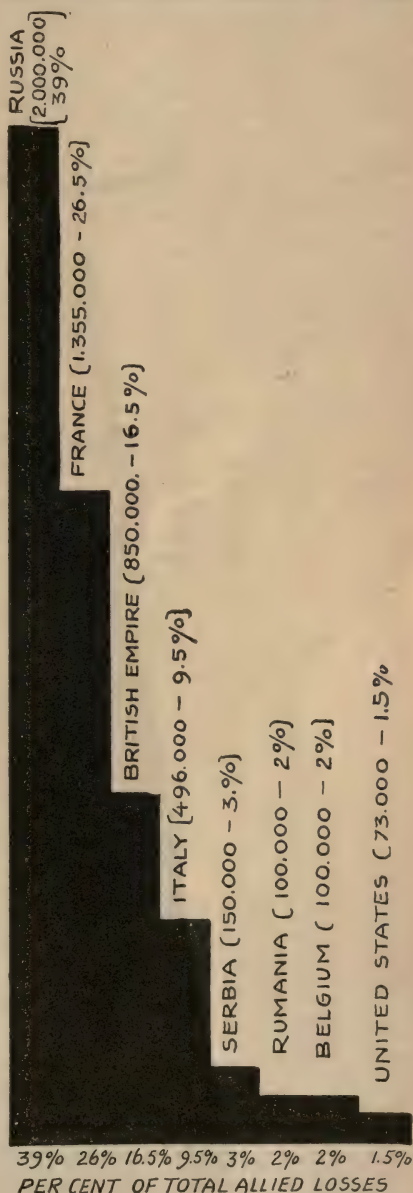 RUSSIA
[2.000.000]
39%
FRANCE (1.355.000 - 26.5%]
BRITISH EMPIRE (850.000. - 16.5%)
ITALY [496.000 - 9.5%]
SERBIA (150.000 - 3.%)
RUMANIA ( 100.000 - 2%)
BELGIUM ( 100.000 - 2%)
UNITED STATES ( 73.000 - 1.5%
39% 26% 16.5% 9.5% 3% 2% 2% 1.5%
PER CENT OF TOTAL ALLIED LOSSES